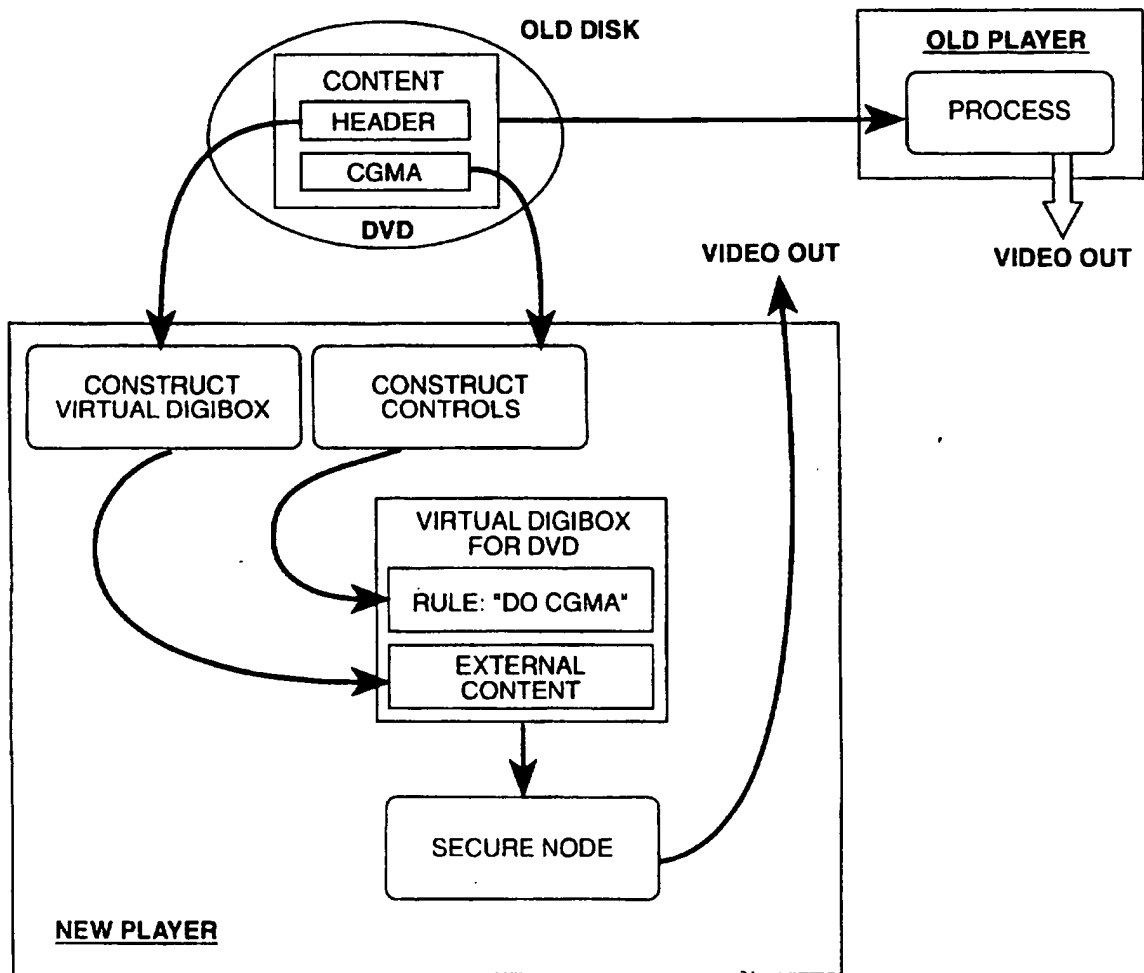 OLD DISK
CONTENT
HEADER
CGMA
DVD
OLD PLAYER
PROCESS
VIDEO OUT
VIDEO OUT
CONSTRUCT
VIRTUAL DIGIBOX
CONSTRUCT
CONTROLS
VIRTUAL DIGIBOX
FOR DVD
RULE: "DO CGMA"
EXTERNAL
CONTENT
SECURE NODE
NEW PLAYER